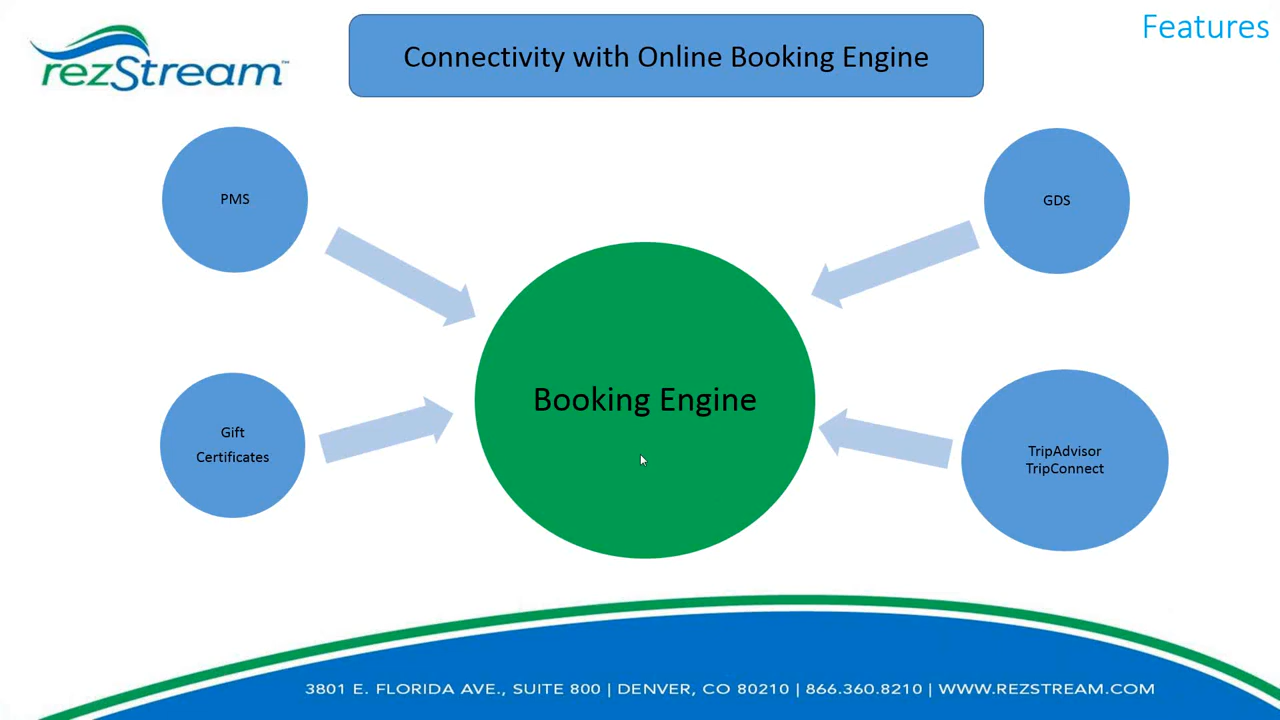 rezStream™
Connectivity with Online Booking Engine
Features
PMS
GDS
Booking Engine
Gift
Certificates
TripAdvisor
TripConnect
3801 E. FLORIDA AVE., SUITE 800 | DENVER, CO 80210 | 866.360.8210 | WWW.REZSTREAM.COM